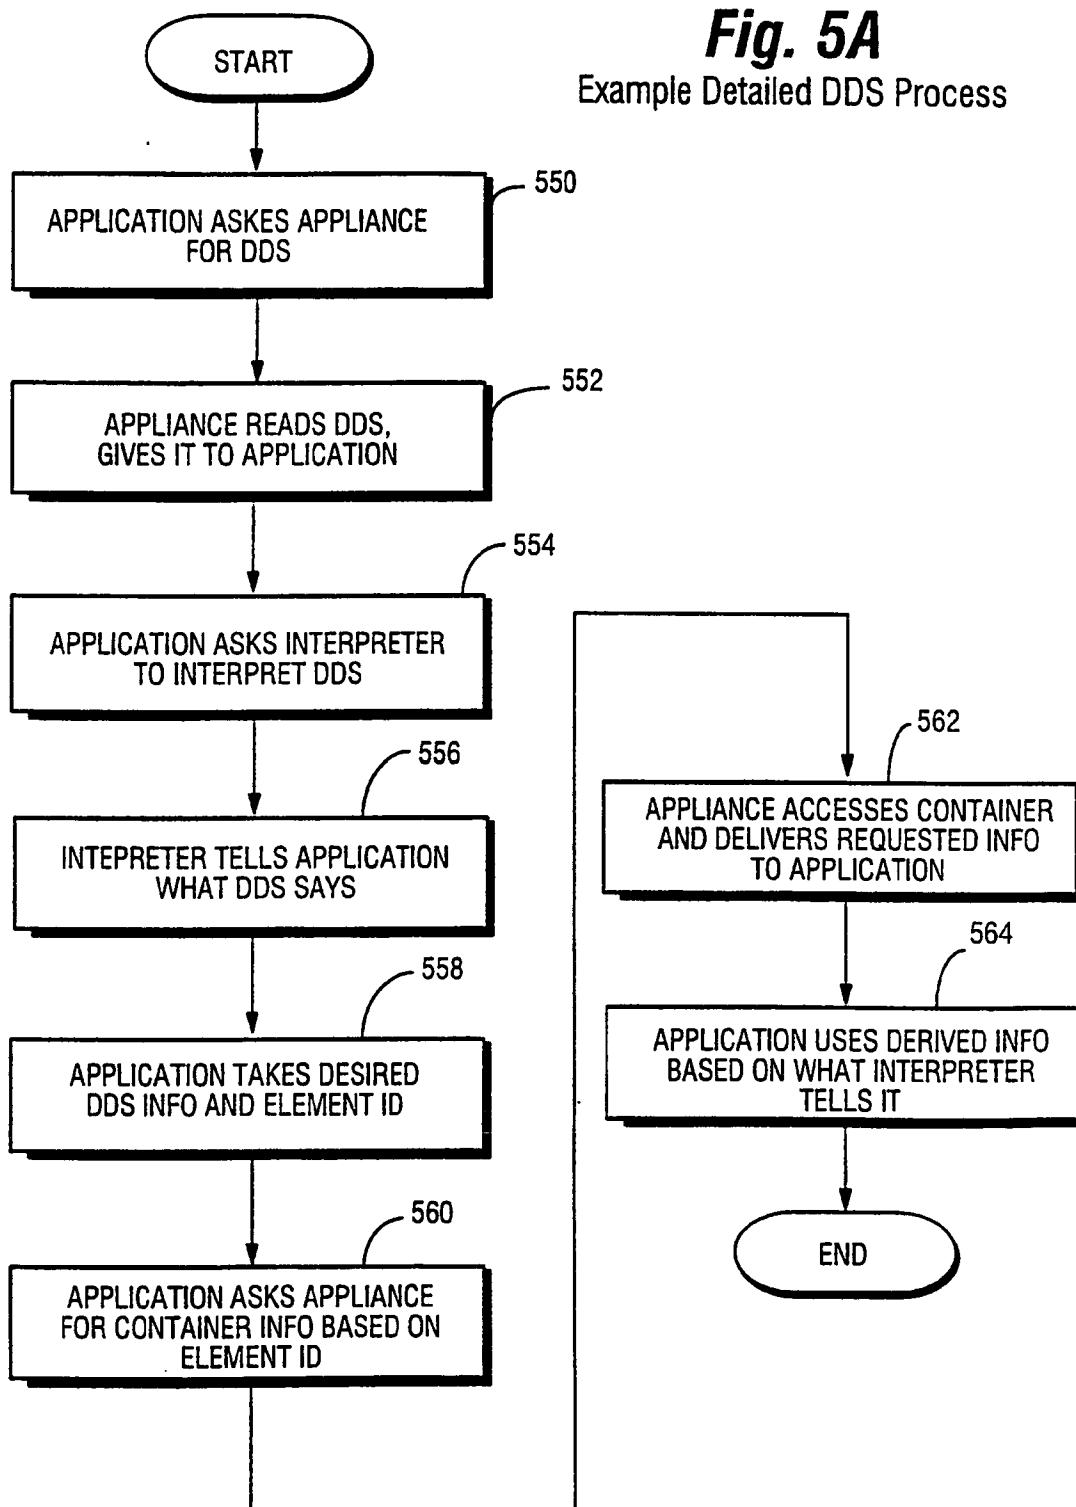 Fig. 5A
Example Detailed DDS Process
START
550
APPLICATION ASKES APPLIANCE
FOR DDS
552
APPLIANCE READS DDS,
GIVES IT TO APPLICATION
554
APPLICATION ASKS INTERPRETER
TO INTERPRET DDS
556
INTEPRETER TELLS APPLICATION
WHAT DDS SAYS
558
APPLICATION TAKES DESIRED
DDS INFO AND ELEMENT ID
560
APPLICATION ASKS APPLIANCE
FOR CONTAINER INFO BASED ON
ELEMENT ID
562
APPLIANCE ACCESSES CONTAINER
AND DELIVERS REQUESTED INFO
TO APPLICATION
564
APPLICATION USES DERIVED INFO
BASED ON WHAT INTERPRETER
TELLS IT
END